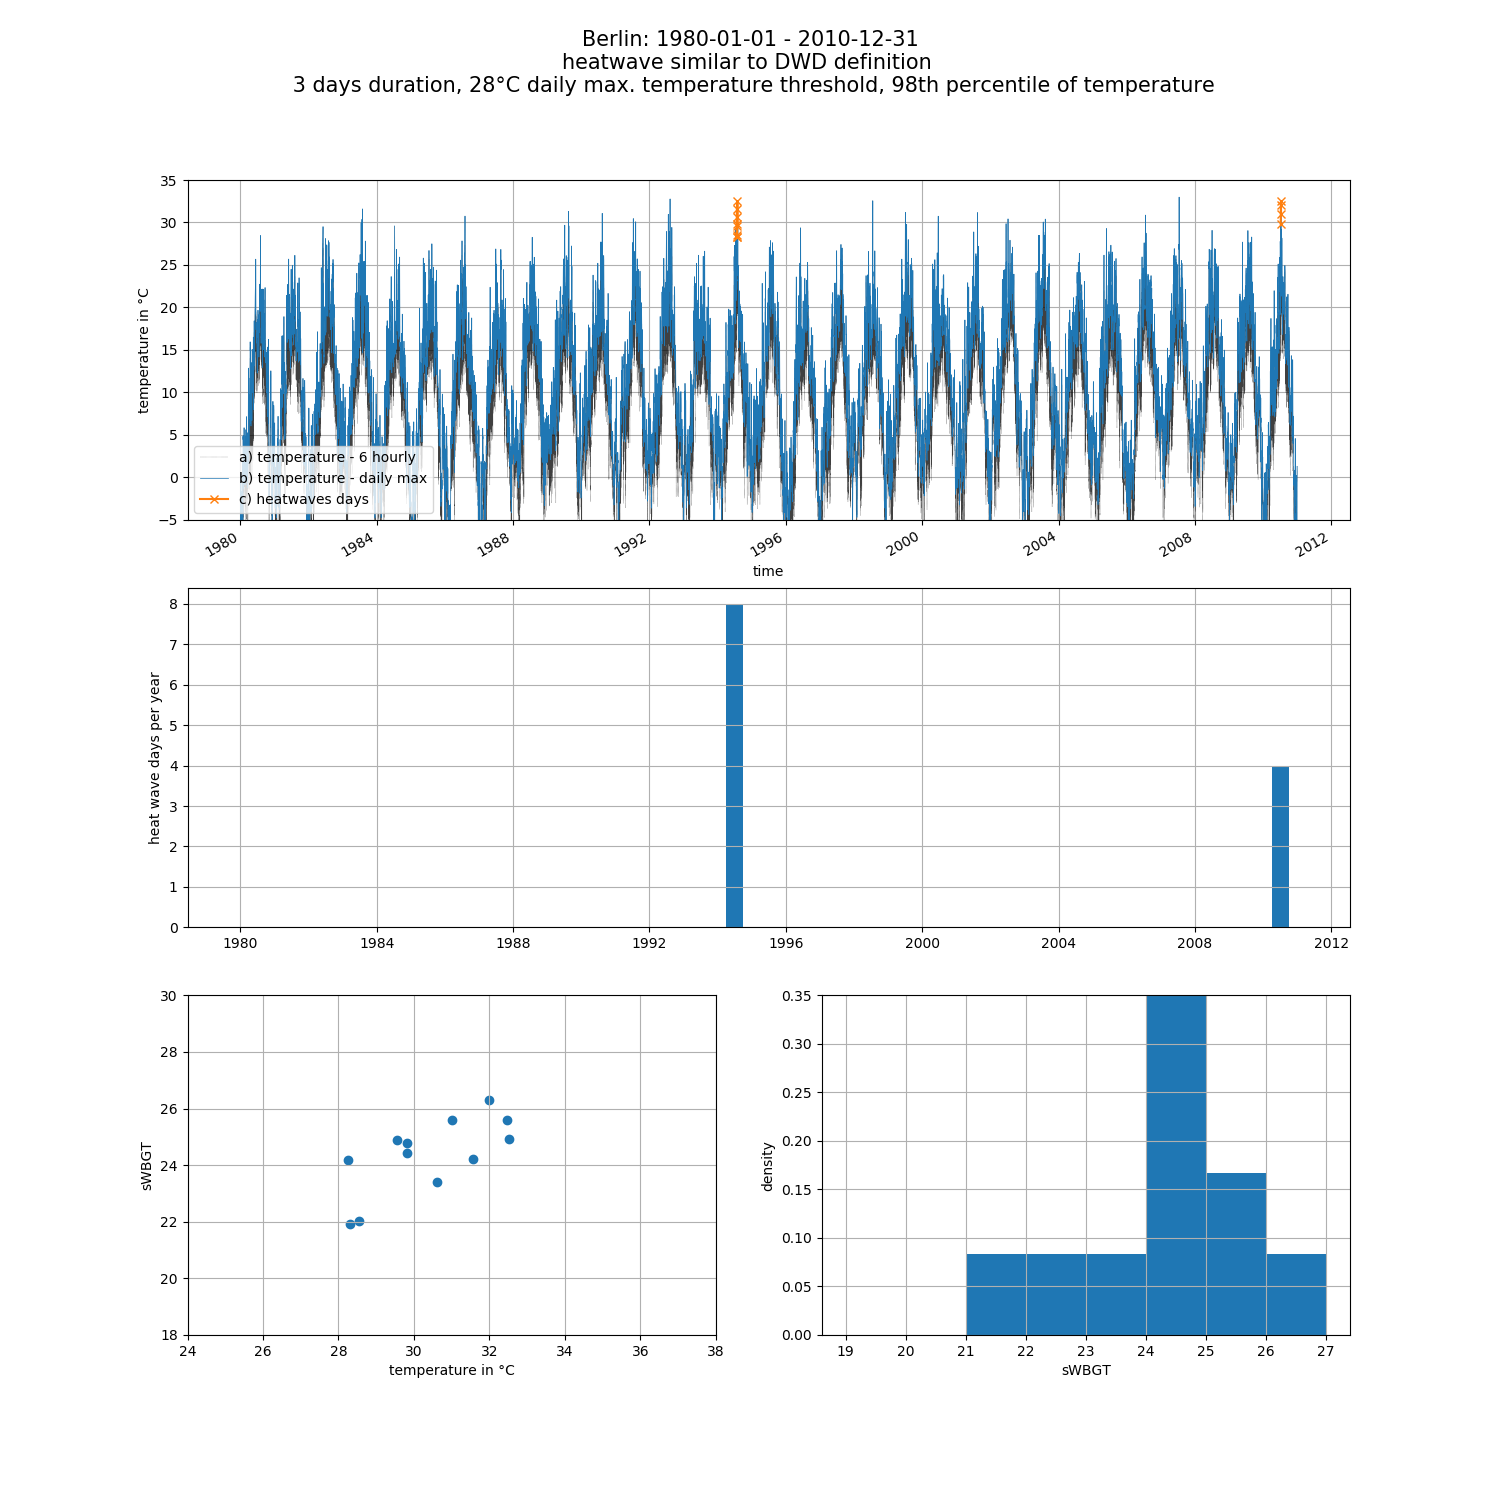 Berlin: 1980-01-01 - 2010-12-31
heatwave similar to DWD definition
3 days duration, 28°C daily max. temperature threshold, 98th percentile of temperature
35
30
25
20
15
10
5
0
−5
temperature in °C
a) temperature - 6 hourly
b) temperature - daily max
c) heatwaves days
1980 1984 1988 1992 1996 2000 2004 2008 2012
time
8
7
6
5
4
3
2
1
0
heat wave days per year
1980 1984 1988 1992 1996 2000 2004 2008 2012
30
28
26
24
22
20
18
sWBGT
24 26 28 30 32 34 36 38
temperature in °C
0.35
0.30
0.25
0.20
0.15
0.10
0.05
0.00
density
19 20 21 22 23 24 25 26 27
sWBGT